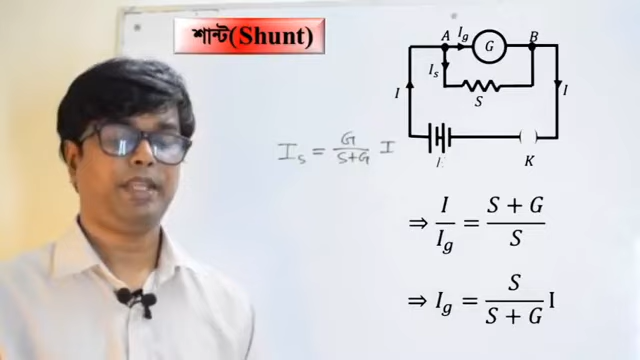 শান্ট(Shunt)
A I_g G B
I_s
I S I
E K
I_s = G/(S+G) I
⇒ I/I_g = (S + G)/S
⇒ I_g = S/(S + G) I